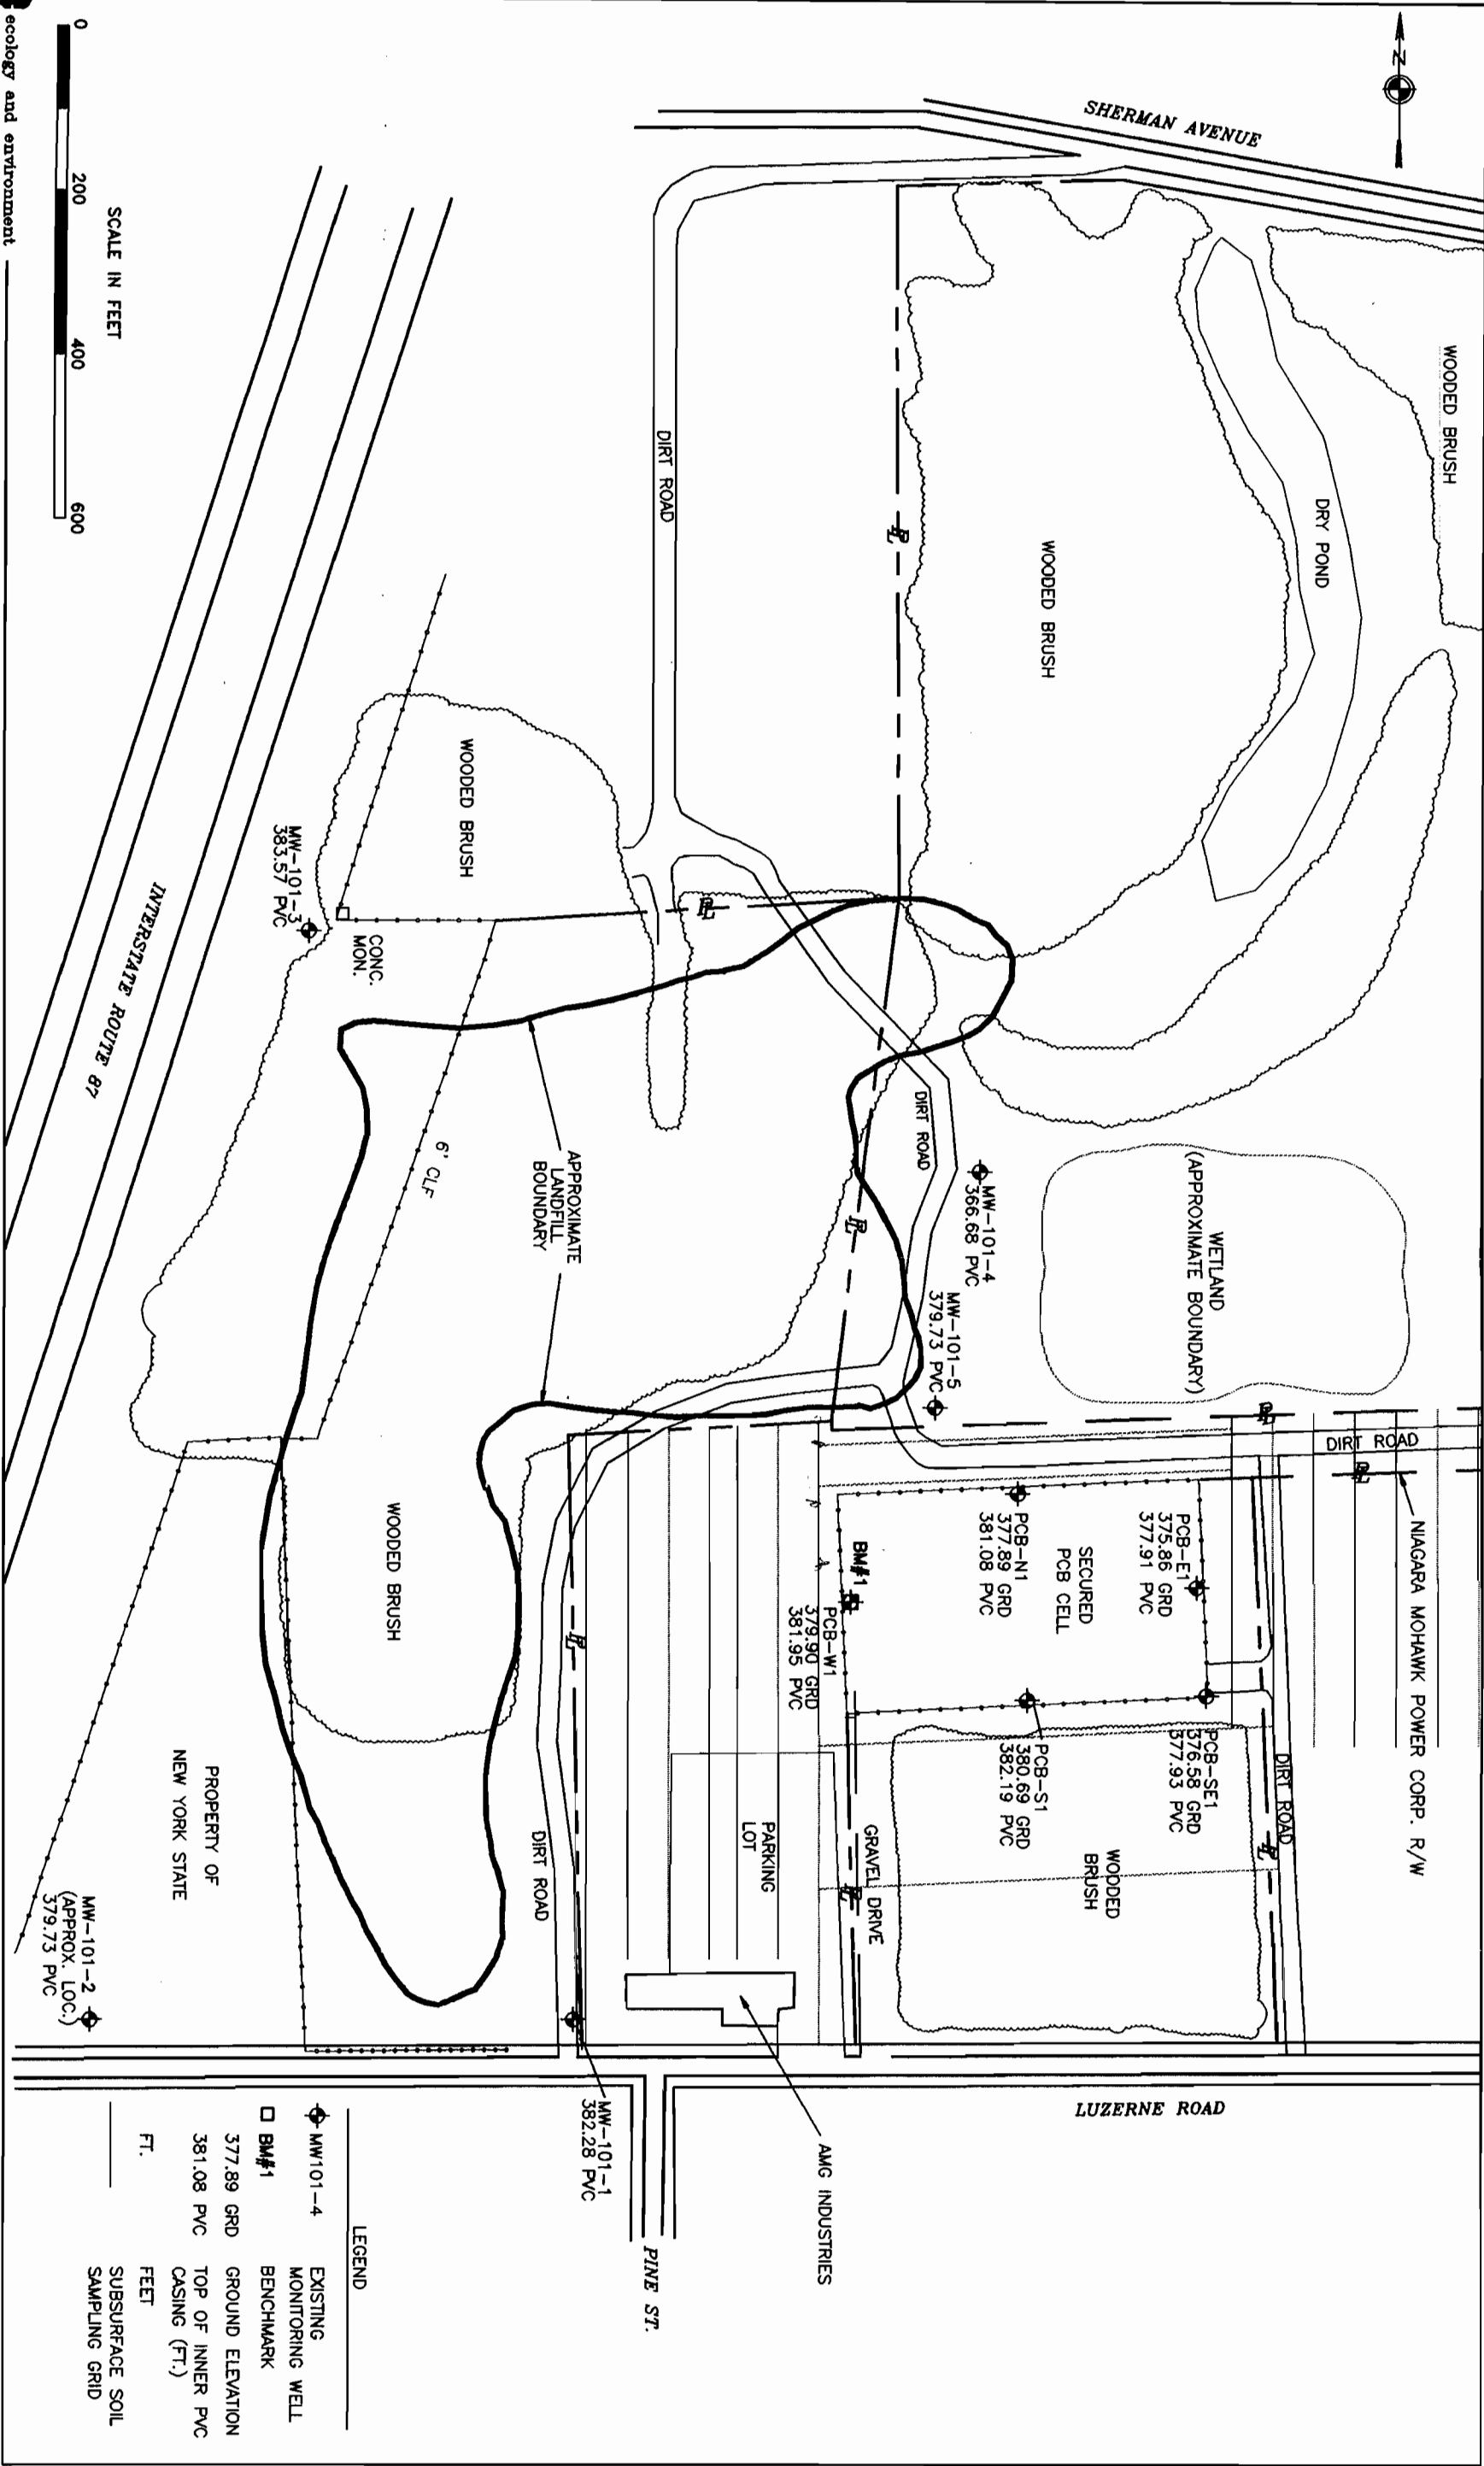 ecology and environment
0
200
400
600
SCALE IN FEET
N
SHERMAN AVENUE
WOODED BRUSH
DRY POND
WOODED BRUSH
DIRT ROAD
PL
WOODED BRUSH
MW-101-3
383.57 PVC
CONC.
MON.
PL
INTERSTATE ROUTE 87
6' CLF
APPROXIMATE
LANDFILL
BOUNDARY
DIRT ROAD
PL
MW-101-4
366.68 PVC
MW-101-5
379.73 PVC
WETLAND
(APPROXIMATE BOUNDARY)
PL
DIRT ROAD
PL
NIAGARA MOHAWK POWER CORP. R/W
PCB-E1
375.86 GRD
377.91 PVC
SECURED
PCB CELL
PCB-N1
377.89 GRD
381.08 PVC
BM#1
PCB-W1
379.90 GRD
381.95 PVC
PCB-SE1
376.58 GRD
377.93 PVC
PCB-S1
380.69 GRD
382.19 PVC
DIRT ROAD
PL
WOODED
BRUSH
GRAVEL DRIVE
PL
PARKING
LOT
PL
WOODED BRUSH
DIRT ROAD
PROPERTY OF
NEW YORK STATE
MW-101-2
(APPROX. LOC.)
379.73 PVC
LUZERNE ROAD
MW-101-1
382.28 PVC
AMG INDUSTRIES
PINE ST.
LEGEND
MW101-4 EXISTING
MONITORING WELL
BM#1 BENCHMARK
377.89 GRD GROUND ELEVATION
381.08 PVC TOP OF INNER PVC
CASING (FT.)
FT. FEET
SUBSURFACE SOIL
SAMPLING GRID